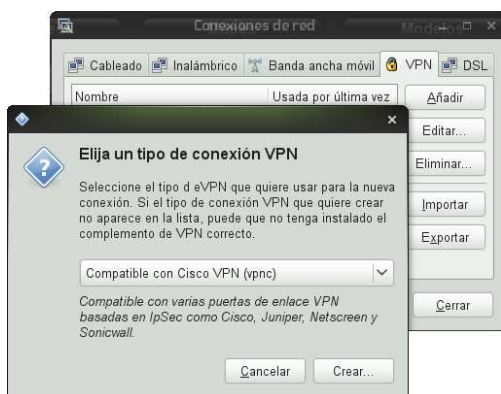 Conexiones de red
Cableado
Inalámbrico
Banda ancha móvil
VPN
DSL
Nombre
Usada por última vez
Añadir
Editar...
Eliminar...
Importar
Exportar
Cerrar
Elija un tipo de conexión VPN
Seleccione el tipo d eVPN que quiere usar para la nueva
conexión. Si el tipo de conexión VPN que quiere crear
no aparece en la lista, puede que no tenga instalado el
complemento de VPN correcto.
Compatible con Cisco VPN (vpnc)
Compatible con varias puertas de enlace VPN
basadas en IpSec como Cisco, Juniper, Netscreen y
Sonicwall.
Cancelar
Crear...